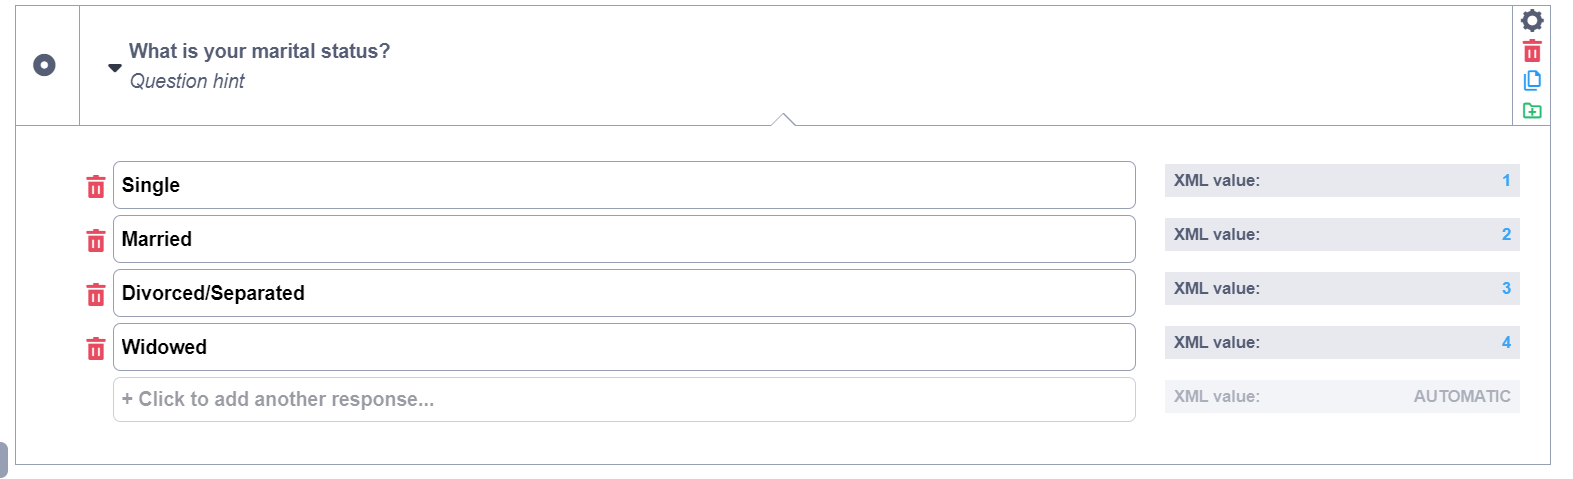 What is your marital status?
Question hint
Single
XML value: 1
Married
XML value: 2
Divorced/Separated
XML value: 3
Widowed
XML value: 4
+ Click to add another response...
XML value: AUTOMATIC